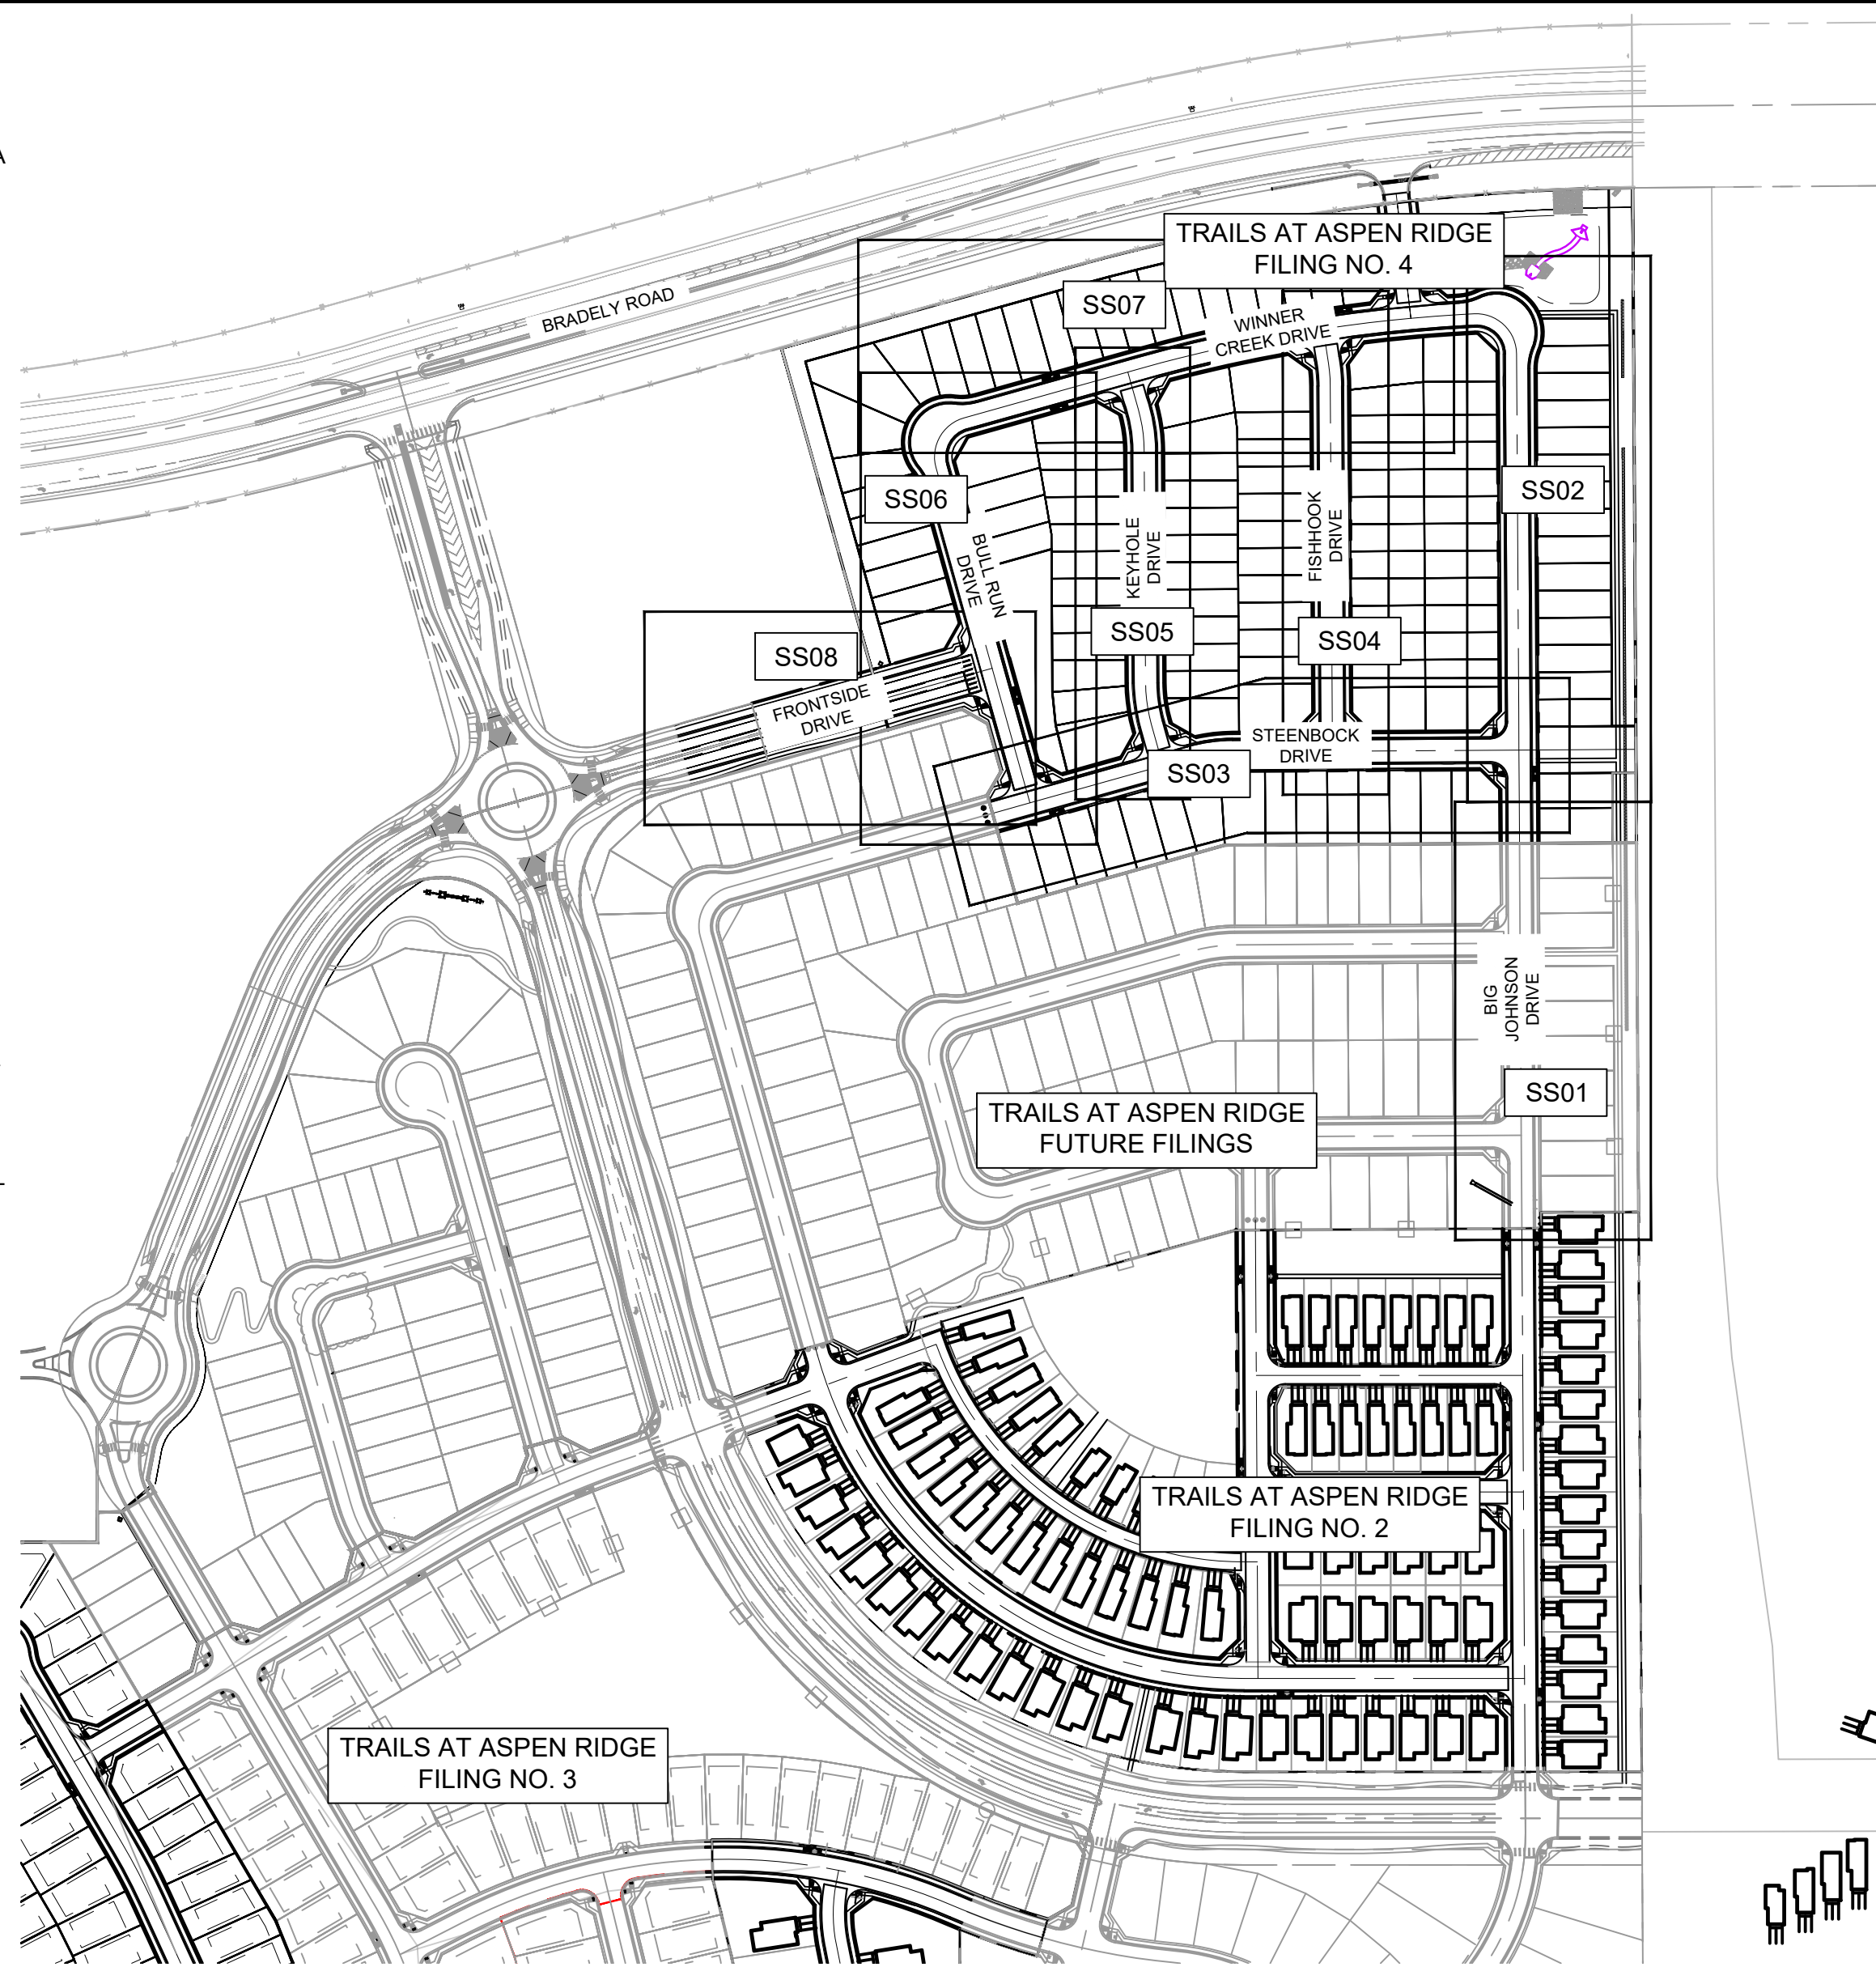 TRAILS AT ASPEN RIDGE
FILING NO. 4
BRADELY ROAD
SS07
WINNER
CREEK DRIVE
SS06
SS02
BULL RUN
DRIVE
KEYHOLE
DRIVE
FISHHOOK
DRIVE
SS05
SS04
SS08
FRONTSIDE
DRIVE
STEENBOCK
DRIVE
SS03
BIG
JOHNSON
DRIVE
SS01
TRAILS AT ASPEN RIDGE
FUTURE FILINGS
TRAILS AT ASPEN RIDGE
FILING NO. 2
TRAILS AT ASPEN RIDGE
FILING NO. 3